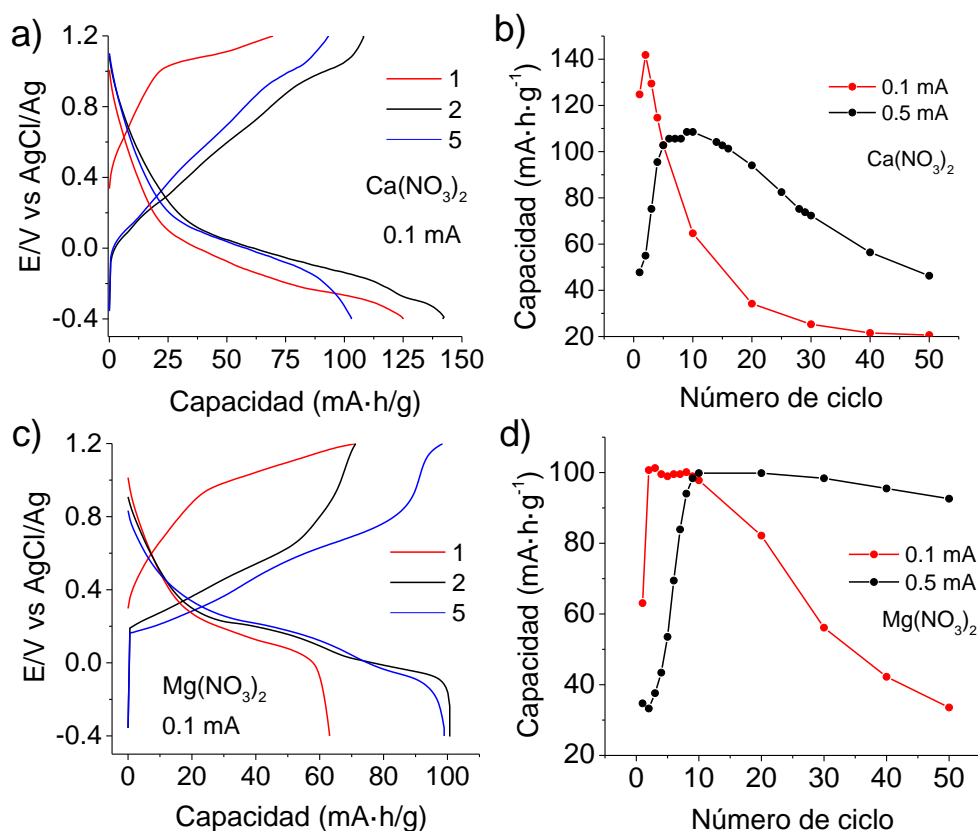 a)
1.2
0.8
0.4
0.0
-0.4
E/V vs AgCl/Ag
1
2
5
Ca(NO3)2
0.1 mA
0 25 50 75 100 125 150
Capacidad (mA·h/g)
b)
140
120
100
80
60
40
20
Capacidad (mA·h·g-1)
0.1 mA
0.5 mA
Ca(NO3)2
0 10 20 30 40 50
Número de ciclo
c)
1.2
0.8
0.4
0.0
-0.4
E/V vs AgCl/Ag
1
2
5
Mg(NO3)2
0.1 mA
0 20 40 60 80 100
Capacidad (mA·h/g)
d)
120
100
80
60
40
20
Capacidad (mA·h·g-1)
0.1 mA
0.5 mA
Mg(NO3)2
0 10 20 30 40 50
Número de ciclo